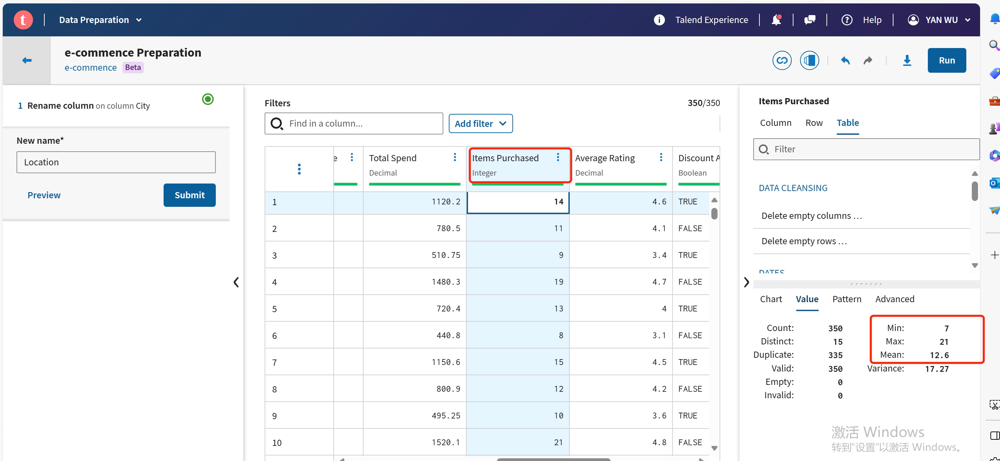 t Data Preparation Talend Experience Help YAN WU
e-commence Preparation
e-commence Beta
Run
1 Rename column on column City
New name*
Location
Preview Submit
Filters 350/350
Find in a column... Add filter
e Total Spend Items Purchased Average Rating Discount A
Decimal Integer Decimal Boolean
1 1120.2 14 4.6 TRUE
2 780.5 11 4.1 FALSE
3 510.75 9 3.4 TRUE
4 1480.3 19 4.7 FALSE
5 720.4 13 4 TRUE
6 440.8 8 3.1 FALSE
7 1150.6 15 4.5 TRUE
8 800.9 12 4.2 FALSE
9 495.25 10 3.6 TRUE
10 1520.1 21 4.8 FALSE
Items Purchased
Column Row Table
Filter
DATA CLEANSING
Delete empty columns …
Delete empty rows …
DATES
Chart Value Pattern Advanced
Count: 350 Min: 7
Distinct: 15 Max: 21
Duplicate: 335 Mean: 12.6
Valid: 350 Variance: 17.27
Empty: 0
Invalid: 0
激活 Windows
转到"设置"以激活 Windows。